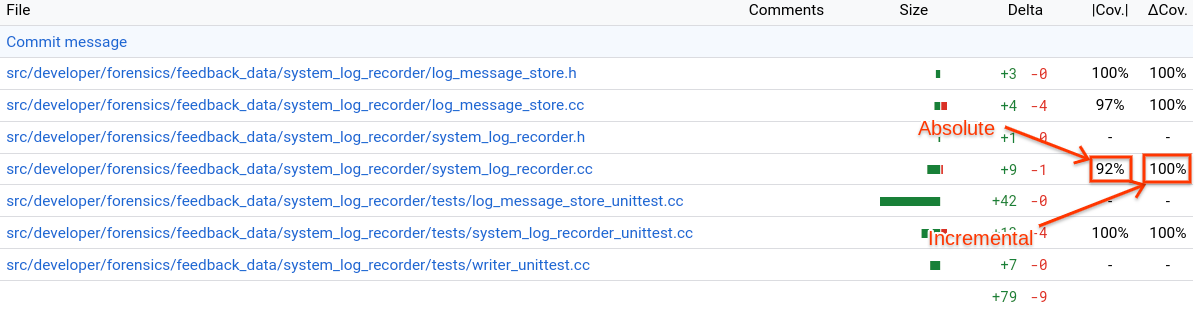 File Comments Size Delta |Cov.| ΔCov.
Commit message
src/developer/forensics/feedback_data/system_log_recorder/log_message_store.h +3 -0 100% 100%
src/developer/forensics/feedback_data/system_log_recorder/log_message_store.cc +4 -4 97% 100%
Absolute
src/developer/forensics/feedback_data/system_log_recorder/system_log_recorder.h +1 - -
src/developer/forensics/feedback_data/system_log_recorder/system_log_recorder.cc +9 -1 92% 100%
src/developer/forensics/feedback_data/system_log_recorder/tests/log_message_store_unittest.cc +42 -0 - -
src/developer/forensics/feedback_data/system_log_recorder/tests/system_log_recorder_unittest.cc -4 100% 100%
Incremental
src/developer/forensics/feedback_data/system_log_recorder/tests/writer_unittest.cc +7 -0 - -
+79 -9